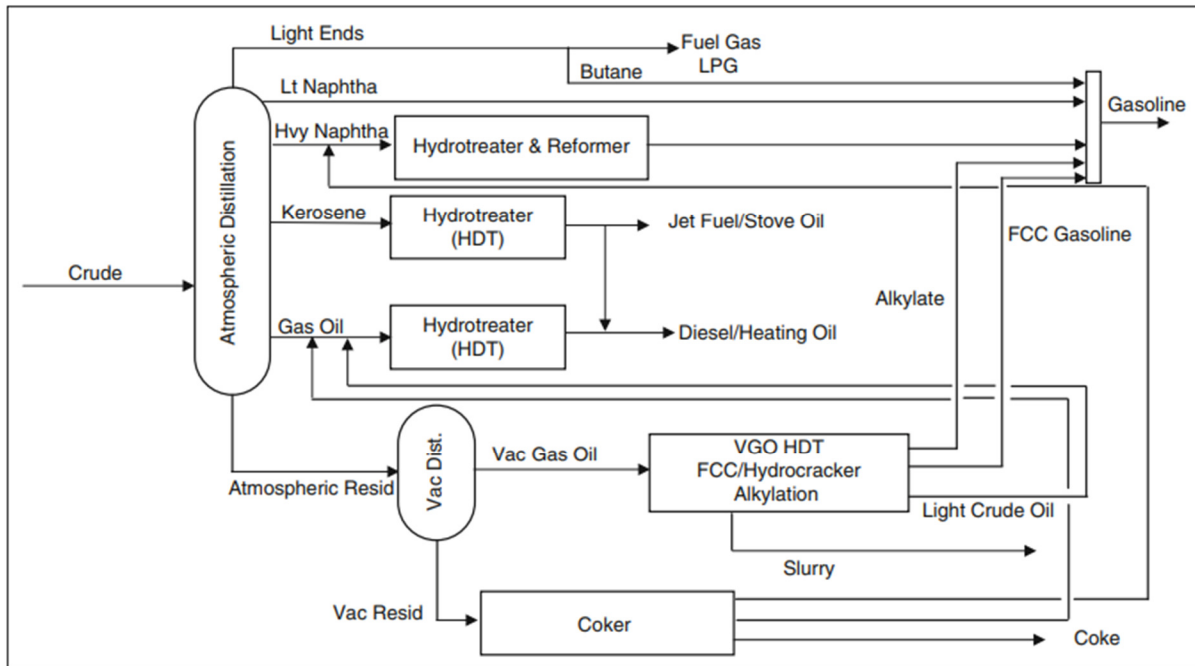 Light Ends
Fuel Gas
LPG
Butane
Lt Naphtha
Gasoline
Hvy Naphtha
Hydrotreater & Reformer
Atmospheric Distillation
Kerosene
Hydrotreater
(HDT)
Jet Fuel/Stove Oil
FCC Gasoline
Crude
Alkylate
Gas Oil
Hydrotreater
(HDT)
Diesel/Heating Oil
Vac Dist.
Vac Gas Oil
VGO HDT
FCC/Hydrocracker
Alkylation
Atmospheric Resid
Light Crude Oil
Slurry
Vac Resid
Coker
Coke